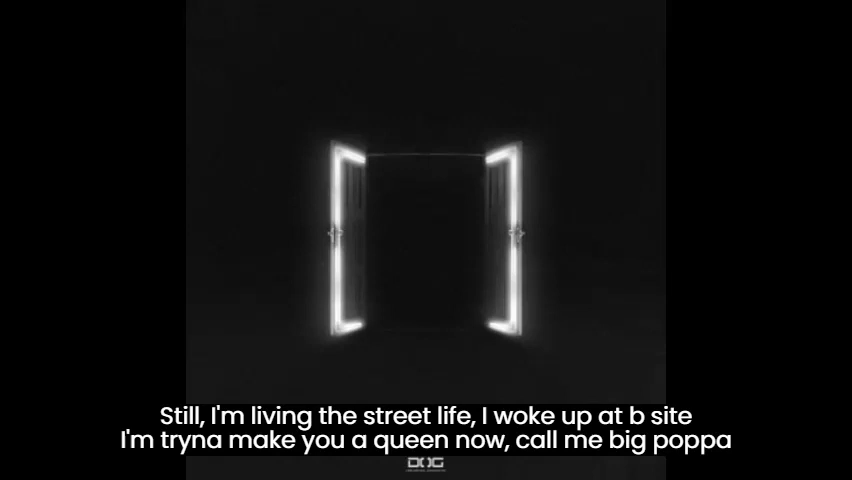 Still, I'm living the street life, I woke up at b site
I'm tryna make you a queen now, call me big poppa